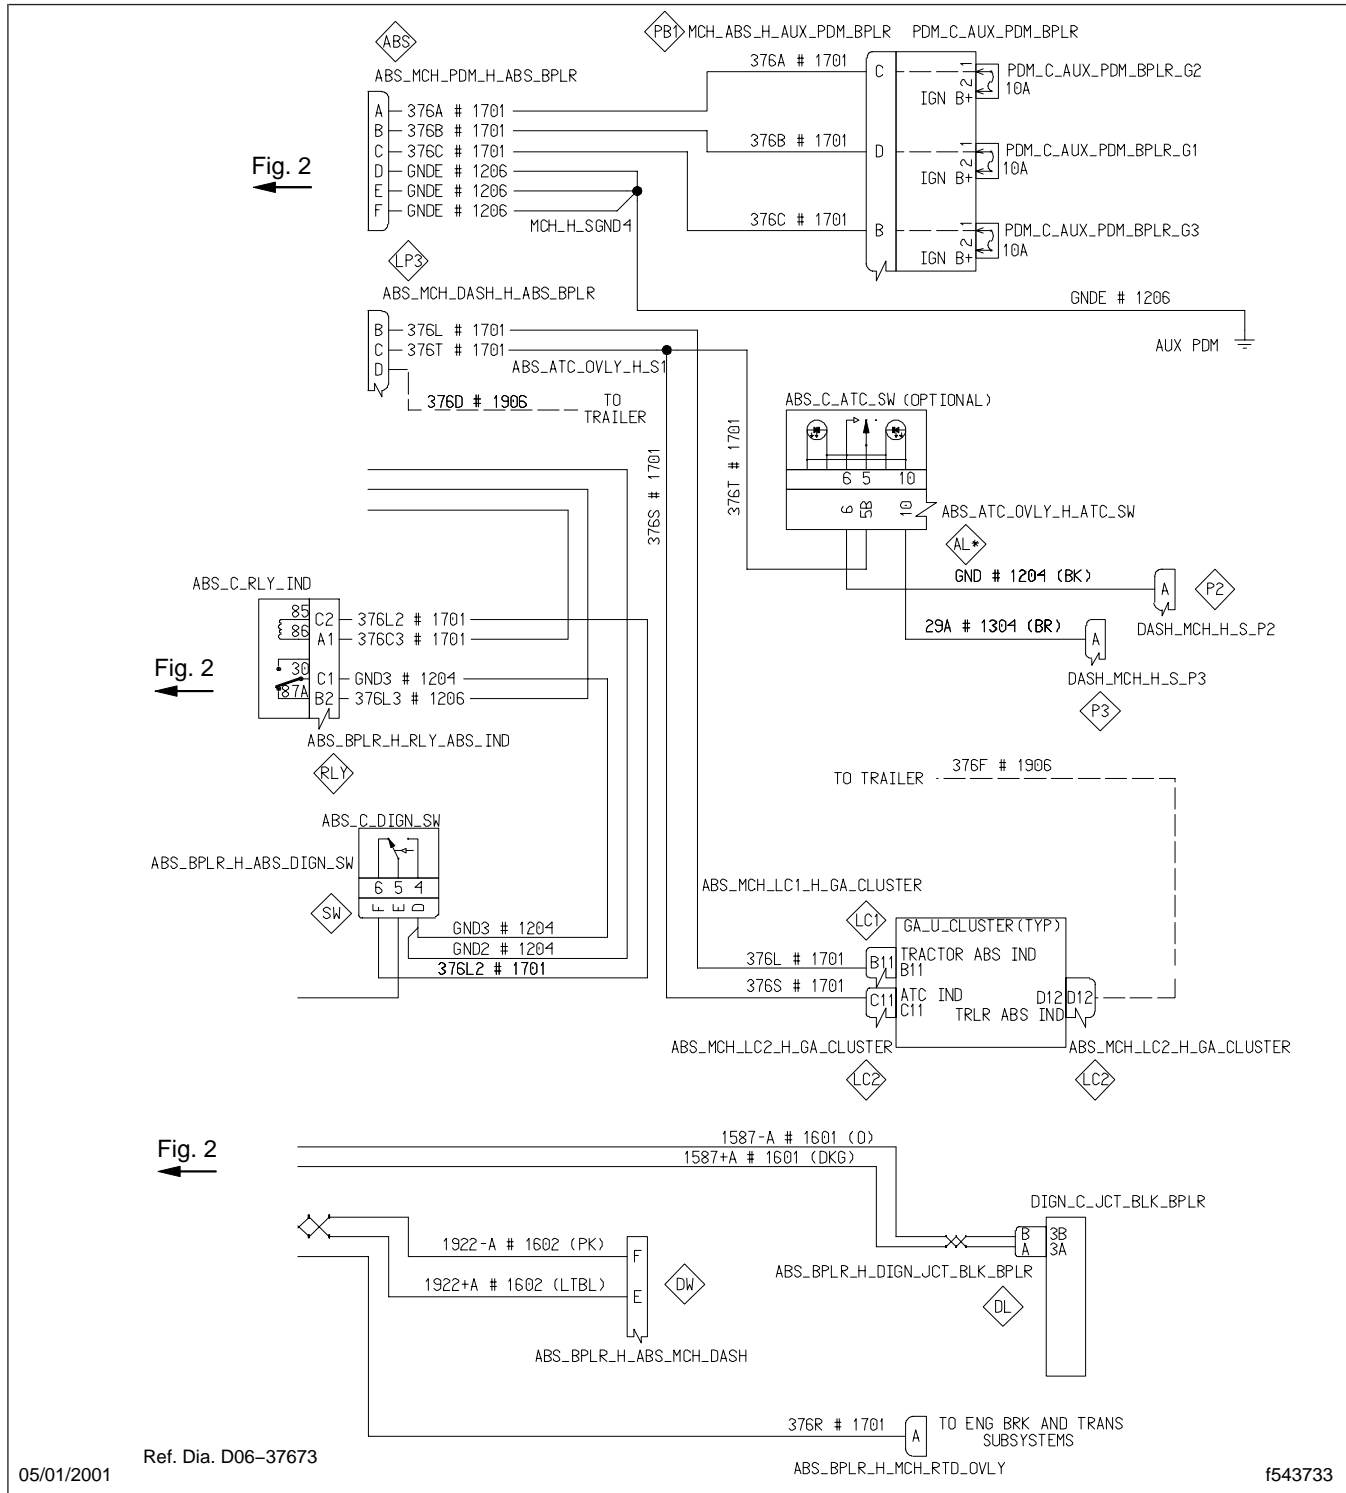 ABS
PB1 MCH_ABS_H_AUX_PDM_BPLR PDM_C_AUX_PDM_BPLR
ABS_MCH_PDM_H_ABS_BPLR
376A # 1701 C 1 2 IGN B+ PDM_C_AUX_PDM_BPLR_G2 10A
A 376A # 1701
B 376B # 1701
C 376C # 1701
D GNDE # 1206
E GNDE # 1206
F GNDE # 1206
Fig. 2
376B # 1701 D 1 2 IGN B+ PDM_C_AUX_PDM_BPLR_G1 10A
MCH_H_SGND4
376C # 1701 B 1 2 IGN B+ PDM_C_AUX_PDM_BPLR_G3 10A
LP3
ABS_MCH_DASH_H_ABS_BPLR
GNDE # 1206
AUX PDM
B 376L # 1701
C 376T # 1701
D
ABS_ATC_OVLY_H_S1
376D # 1906
TO
TRAILER
376S # 1701
376T # 1701
ABS_C_ATC_SW (OPTIONAL)
6 5 10
6 5B 10
ABS_ATC_OVLY_H_ATC_SW
AL*
GND # 1204 (BK) A P2
DASH_MCH_H_S_P2
29A # 1304 (BR) A
DASH_MCH_H_S_P3
P3
ABS_C_RLY_IND
85 C2 376L2 # 1701
86 A1 376C3 # 1701
30 C1 GND3 # 1204
87A B2 376L3 # 1206
Fig. 2
ABS_BPLR_H_RLY_ABS_IND
RLY
TO TRAILER 376F # 1906
ABS_C_DIGN_SW
ABS_BPLR_H_ABS_DIGN_SW
6 5 4
F E D
SW
GND3 # 1204
GND2 # 1204
376L2 # 1701
ABS_MCH_LC1_H_GA_CLUSTER
LC1
GA_U_CLUSTER(TYP)
376L # 1701 B11 TRACTOR ABS IND
B11
376S # 1701 C11 ATC IND D12 D12
C11 TRLR ABS IND
ABS_MCH_LC2_H_GA_CLUSTER ABS_MCH_LC2_H_GA_CLUSTER
LC2 LC2
Fig. 2
1587-A # 1601 (O)
1587+A # 1601 (DKG)
DIGN_C_JCT_BLK_BPLR
B 3B
A 3A
1922-A # 1602 (PK) F
1922+A # 1602 (LTBL) E
DW
ABS_BPLR_H_DIGN_JCT_BLK_BPLR
DL
ABS_BPLR_H_ABS_MCH_DASH
376R # 1701 A TO ENG BRK AND TRANS
SUBSYSTEMS
ABS_BPLR_H_MCH_RTD_OVLY
Ref. Dia. D06–37673
05/01/2001
f543733